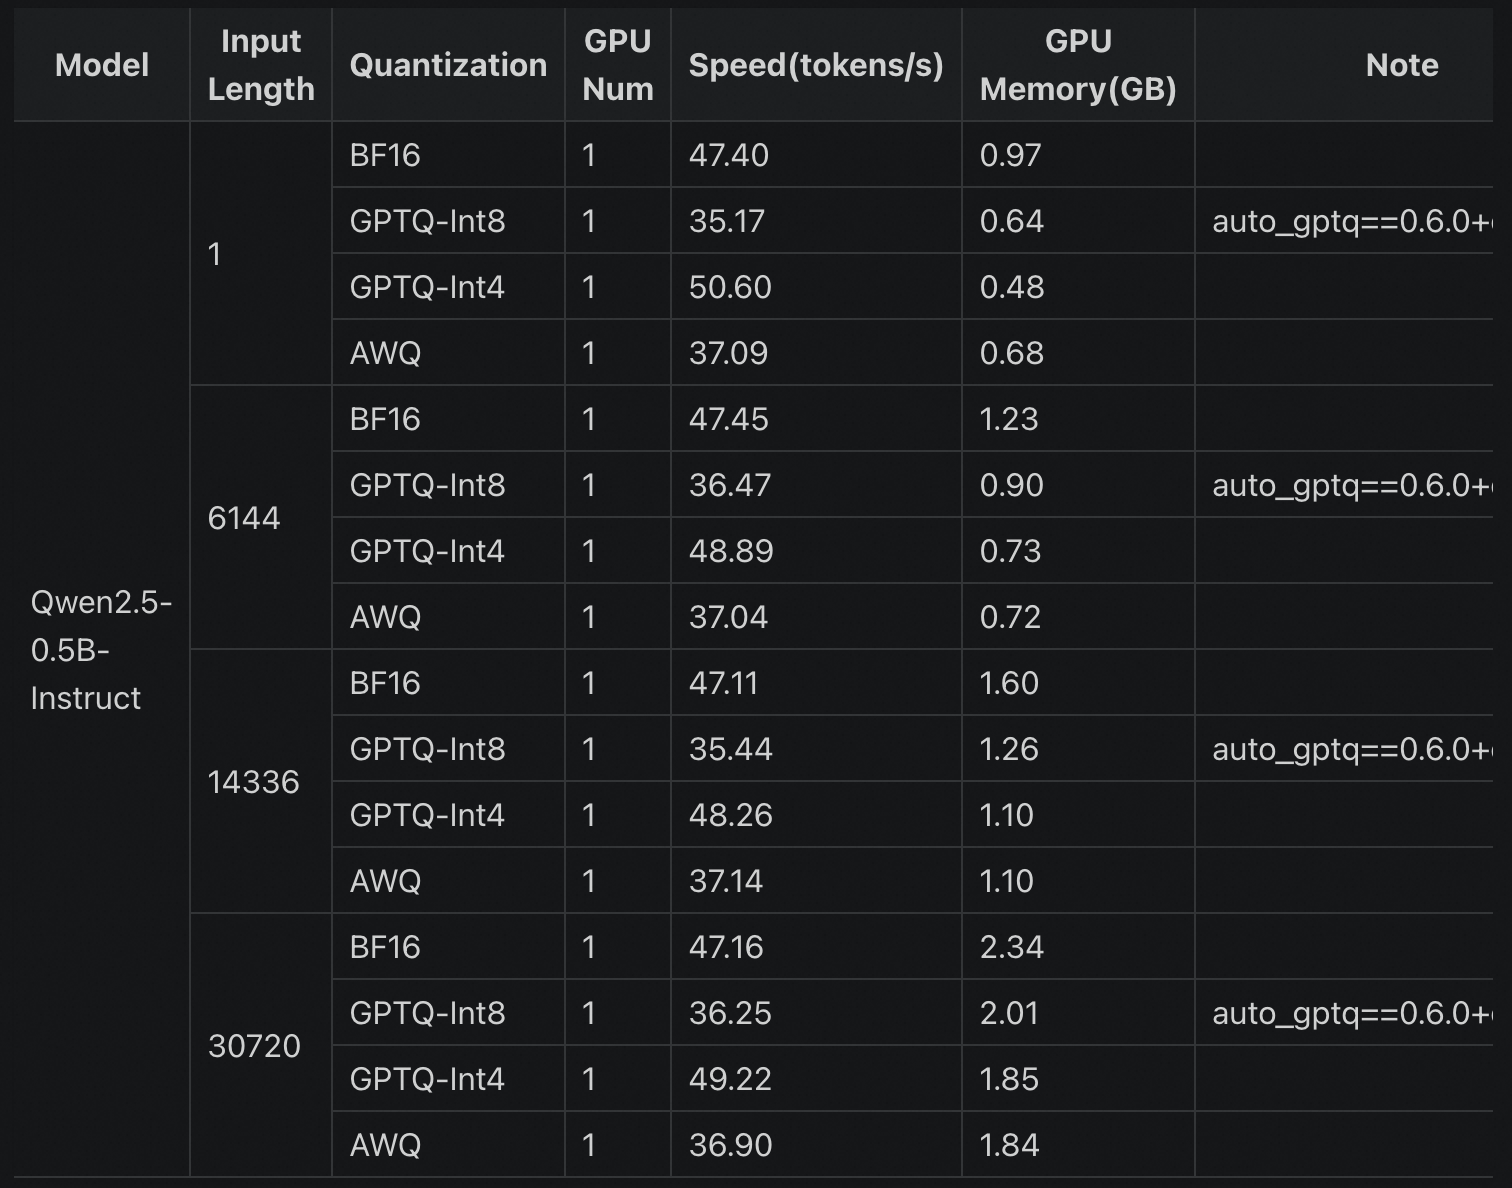 Model Input Length Quantization GPU Num Speed(tokens/s) GPU Memory(GB) Note
Qwen2.5-0.5B-Instruct
1
BF16 1 47.40 0.97
GPTQ-Int8 1 35.17 0.64 auto_gptq==0.6.0+
GPTQ-Int4 1 50.60 0.48
AWQ 1 37.09 0.68
6144
BF16 1 47.45 1.23
GPTQ-Int8 1 36.47 0.90 auto_gptq==0.6.0+
GPTQ-Int4 1 48.89 0.73
AWQ 1 37.04 0.72
14336
BF16 1 47.11 1.60
GPTQ-Int8 1 35.44 1.26 auto_gptq==0.6.0+
GPTQ-Int4 1 48.26 1.10
AWQ 1 37.14 1.10
30720
BF16 1 47.16 2.34
GPTQ-Int8 1 36.25 2.01 auto_gptq==0.6.0+
GPTQ-Int4 1 49.22 1.85
AWQ 1 36.90 1.84